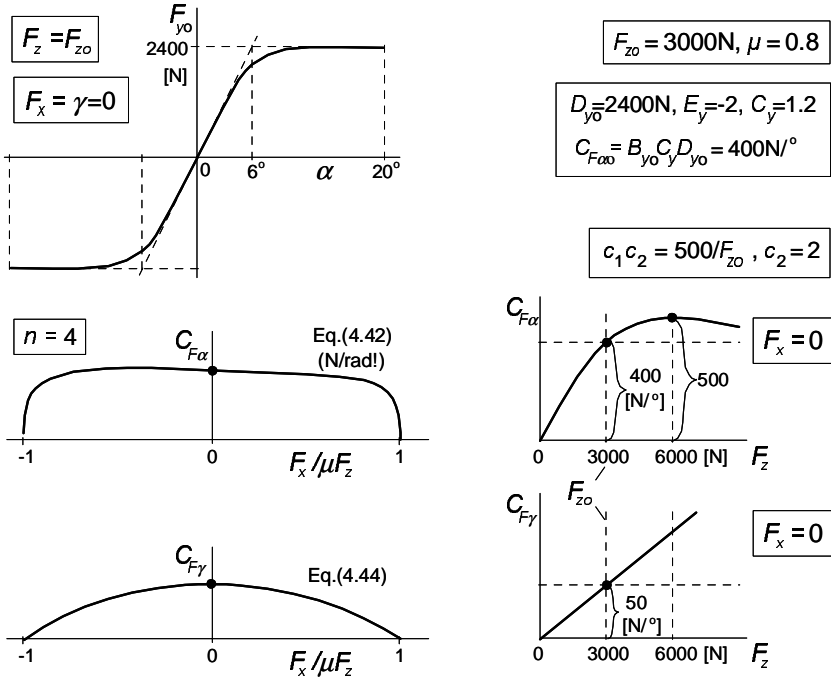 F_z = F_zo
F_x = γ=0
F_yo
2400
[N]
0
6°
α
20°
F_zo = 3000N, μ = 0.8
D_yo=2400N, E_y=-2, C_y=1.2
C_Fαo= B_yo C_y D_yo = 400N/°
c_1c_2 = 500/F_zo , c_2 = 2
n = 4
C_Fα
Eq.(4.42)
(N/rad!)
-1
0
F_x/μF_z
1
C_Fα
F_x = 0
400
[N/°]
500
0
3000
6000 [N]
F_z
F_zo
C_Fγ
Eq.(4.44)
-1
0
F_x/μF_z
1
C_Fγ
F_x = 0
50
[N/°]
0
3000
6000 [N]
F_z